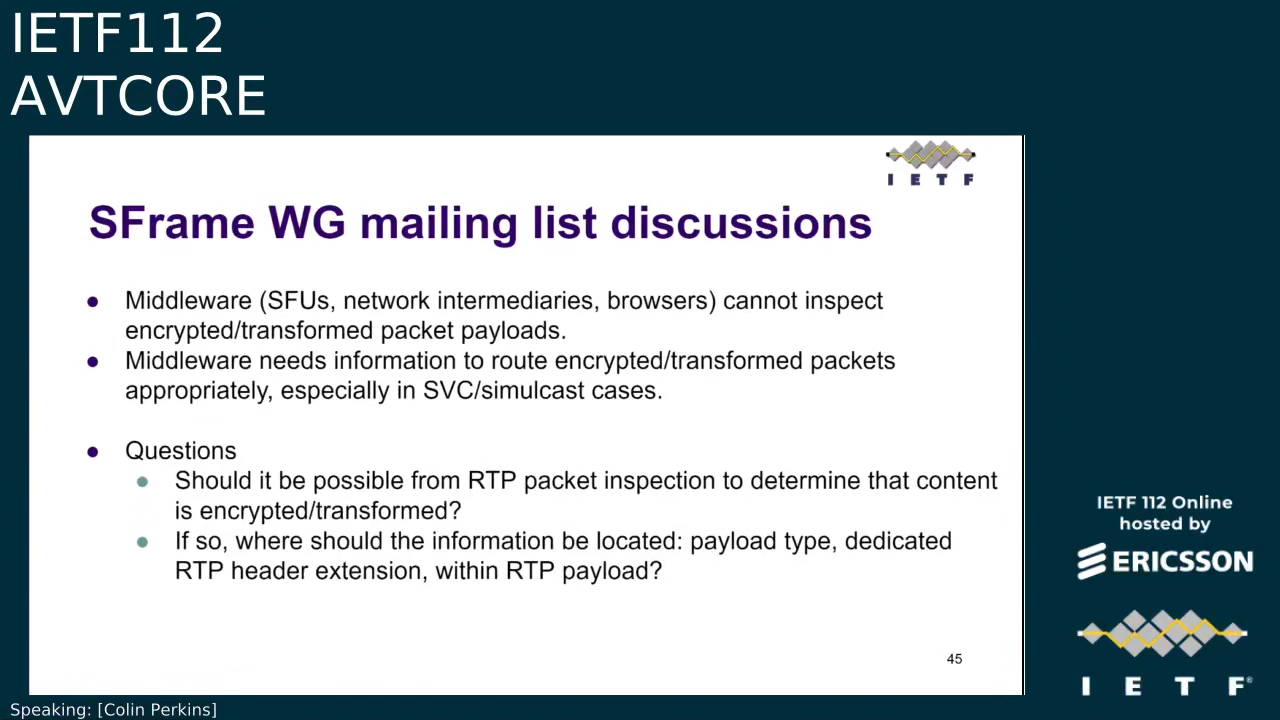 IETF112
AVTCORE
I E T F
SFrame WG mailing list discussions
● Middleware (SFUs, network intermediaries, browsers) cannot inspect
encrypted/transformed packet payloads.
● Middleware needs information to route encrypted/transformed packets
appropriately, especially in SVC/simulcast cases.
● Questions
● Should it be possible from RTP packet inspection to determine that content
is encrypted/transformed?
● If so, where should the information be located: payload type, dedicated
RTP header extension, within RTP payload?
45
IETF 112 Online
hosted by
ERICSSON
I E T F®
Speaking: [Colin Perkins]